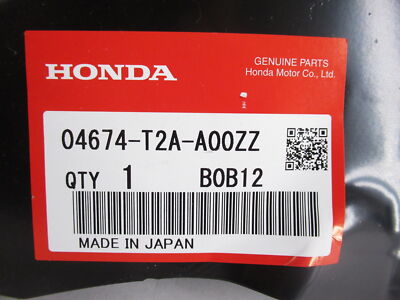 HONDA
GENUINE PARTS
Honda Motor Co., Ltd.
04674-T2A-A00ZZ
QTY 1 B0B12
MADE IN JAPAN